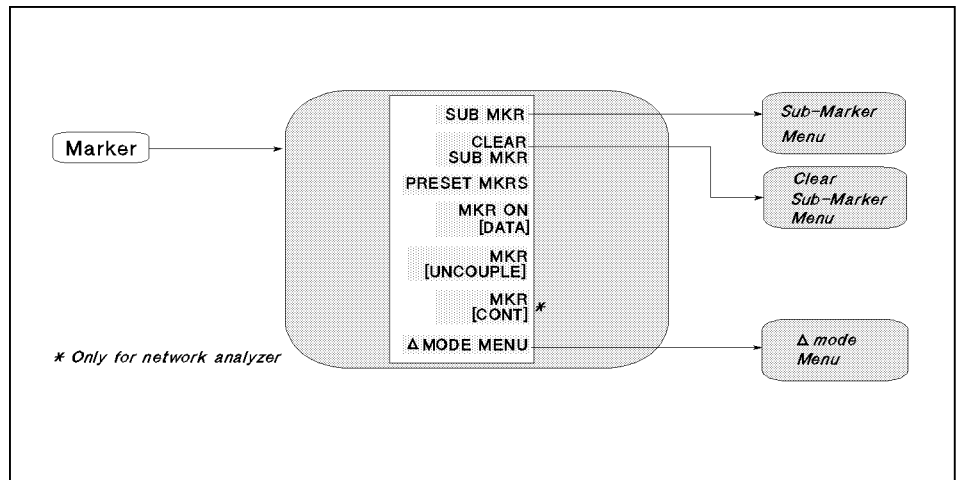 Marker
SUB MKR
CLEAR
SUB MKR
PRESET MKRS
MKR ON
[DATA]
MKR
[UNCOUPLE]
MKR
[CONT] *
Δ MODE MENU
Sub-Marker
Menu
Clear
Sub-Marker
Menu
Δ mode
Menu
* Only for network analyzer